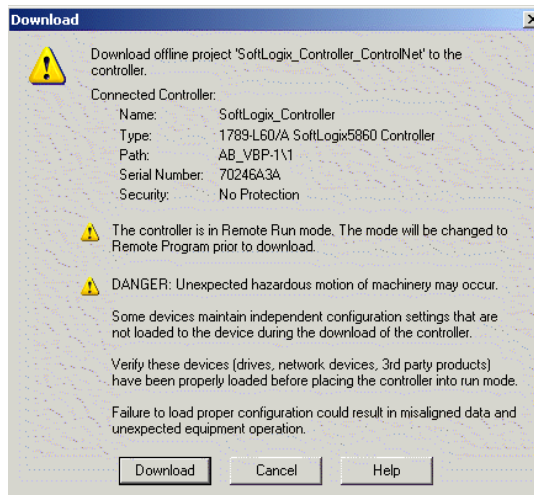 Download
Download offline project 'SoftLogix_Controller_ControlNet' to the
controller.
Connected Controller:
Name: SoftLogix_Controller
Type: 1789-L60/A SoftLogix5860 Controller
Path: AB_VBP-1\1
Serial Number: 70246A3A
Security: No Protection
The controller is in Remote Run mode. The mode will be changed to
Remote Program prior to download.
DANGER: Unexpected hazardous motion of machinery may occur.
Some devices maintain independent configuration settings that are
not loaded to the device during the download of the controller.
Verify these devices (drives, network devices, 3rd party products)
have been properly loaded before placing the controller into run mode.
Failure to load proper configuration could result in misaligned data and
unexpected equipment operation.
Download Cancel Help